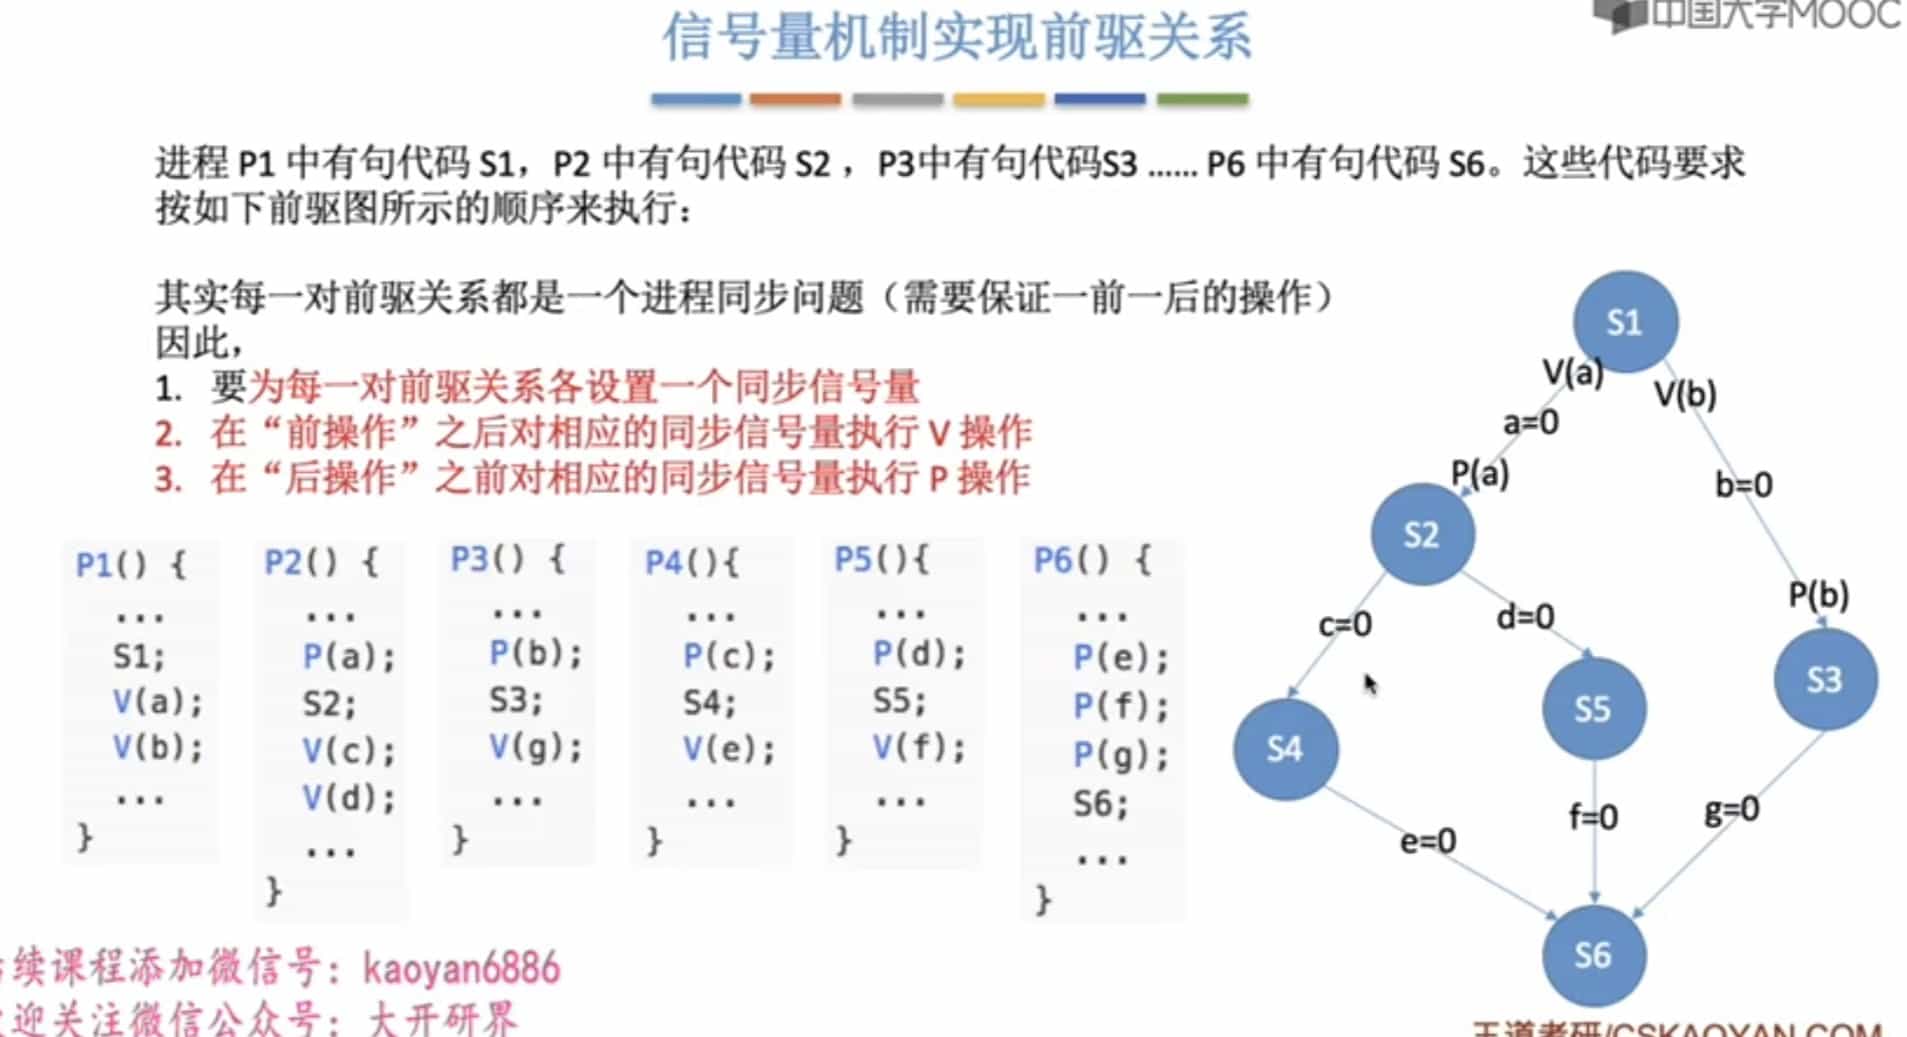 信号量机制实现前驱关系
中国大学MOOC
进程 P1 中有句代码 S1，P2 中有句代码 S2 ，P3中有句代码S3 …… P6 中有句代码 S6。这些代码要求
按如下前驱图所示的顺序来执行：
其实每一对前驱关系都是一个进程同步问题（需要保证一前一后的操作）
因此，
1. 要为每一对前驱关系各设置一个同步信号量
2. 在“前操作”之后对相应的同步信号量执行 V 操作
3. 在“后操作”之前对相应的同步信号量执行 P 操作
P1() {
...
S1;
V(a);
V(b);
...
}
P2() {
...
P(a);
S2;
V(c);
V(d);
...
}
P3() {
...
P(b);
S3;
V(g);
...
}
P4(){
...
P(c);
S4;
V(e);
...
}
P5(){
...
P(d);
S5;
V(f);
...
}
P6() {
...
P(e);
P(f);
P(g);
S6;
...
}
S1
V(a)
V(b)
a=0
P(a)
b=0
S2
P(b)
c=0
d=0
S3
S5
S4
e=0
f=0
g=0
S6
续课程添加微信号：kaoyan6886
迎关注微信公众号：大开研界
王道考研/CSKAOYAN.COM